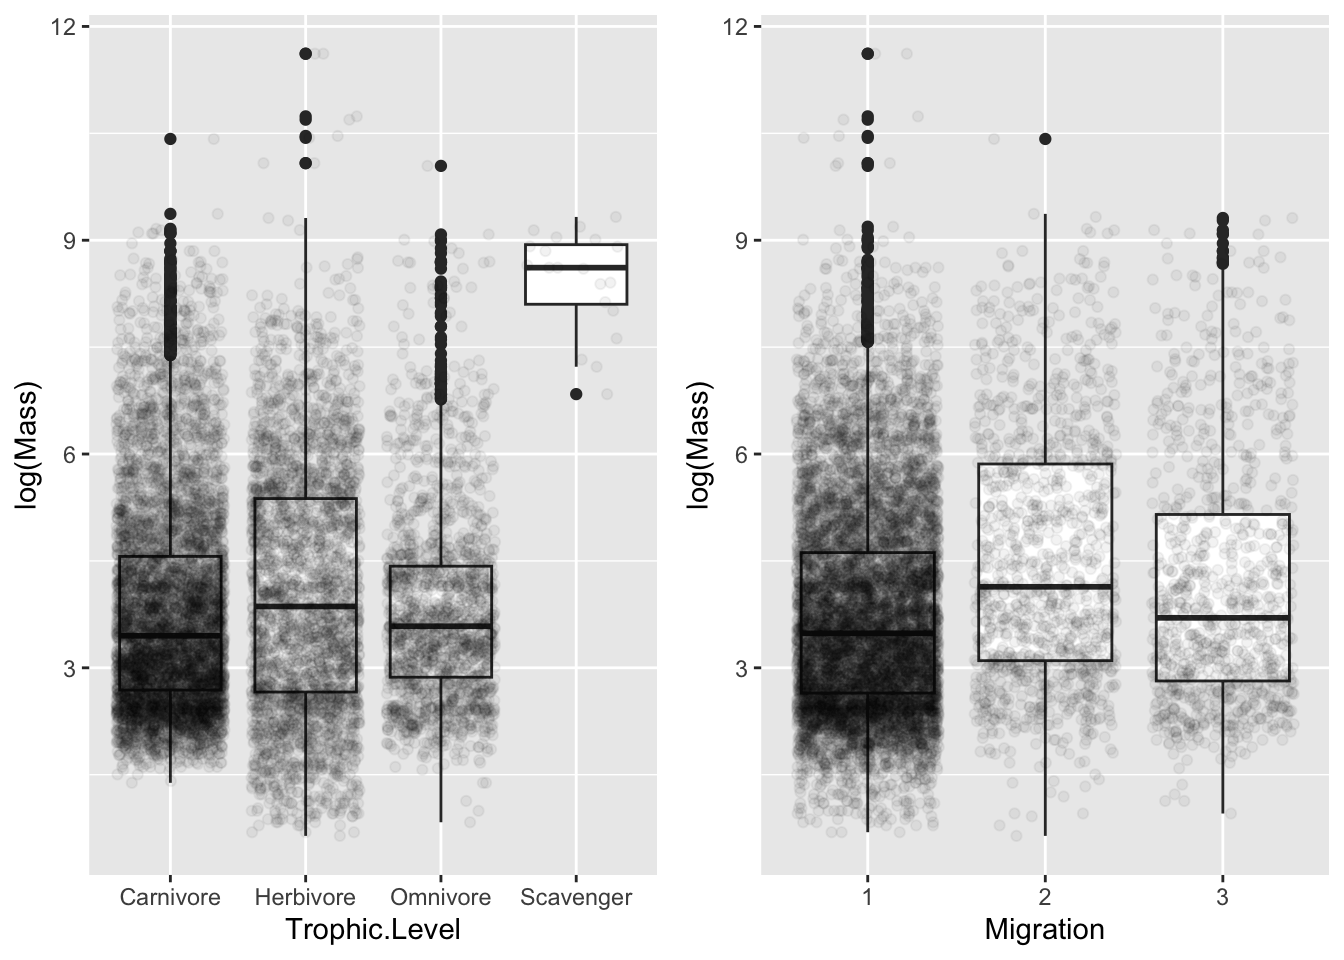 12
9
6
3
log(Mass)
Carnivore Herbivore Omnivore Scavenger
Trophic.Level
12
9
6
3
log(Mass)
1 2 3
Migration